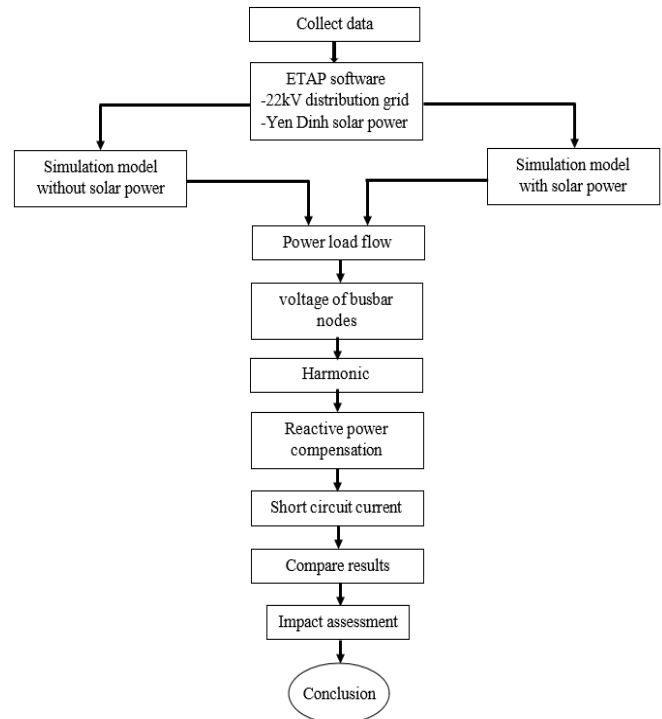 Collect data
ETAP software
-22kV distribution grid
-Yen Dinh solar power
Simulation model
without solar power
Simulation model
with solar power
Power load flow
voltage of busbar
nodes
Harmonic
Reactive power
compensation
Short circuit current
Compare results
Impact assessment
Conclusion